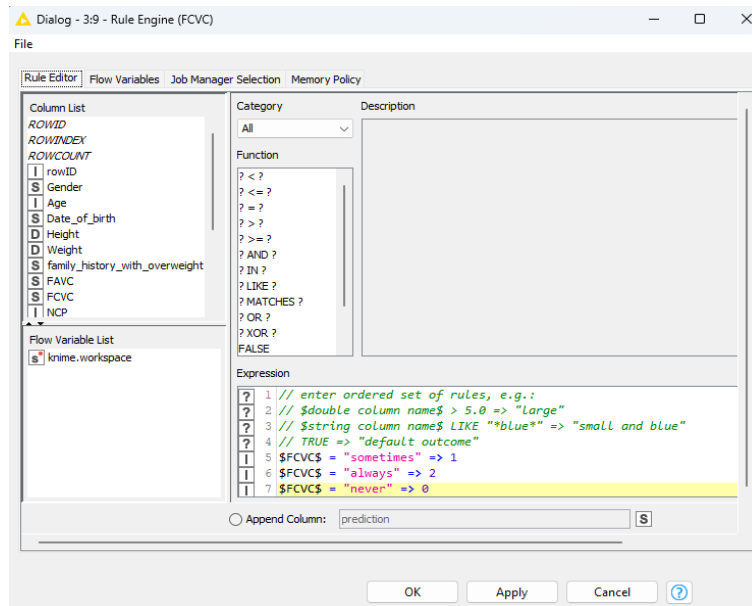 Dialog - 3:9 - Rule Engine (FCVC)
File
Rule Editor Flow Variables Job Manager Selection Memory Policy
Column List
ROWID
ROWINDEX
ROWCOUNT
I rowID
S Gender
I Age
S Date_of_birth
D Height
D Weight
S family_history_with_overweight
S FAVC
S FCVC
I NCP
Flow Variable List
s knime.workspace
Category
All
Function
? < ?
? <= ?
? = ?
? > ?
? >= ?
? AND ?
? IN ?
? LIKE ?
? MATCHES ?
? OR ?
? XOR ?
FALSE
Description
Expression
? 1 // enter ordered set of rules, e.g.:
? 2 // $double column name$ > 5.0 => "large"
? 3 // $string column name$ LIKE "*blue*" => "small and blue"
? 4 // TRUE => "default outcome"
I 5 $FCVC$ = "sometimes" => 1
I 6 $FCVC$ = "always" => 2
I 7 $FCVC$ = "never" => 0
Append Column: prediction S
OK Apply Cancel ?